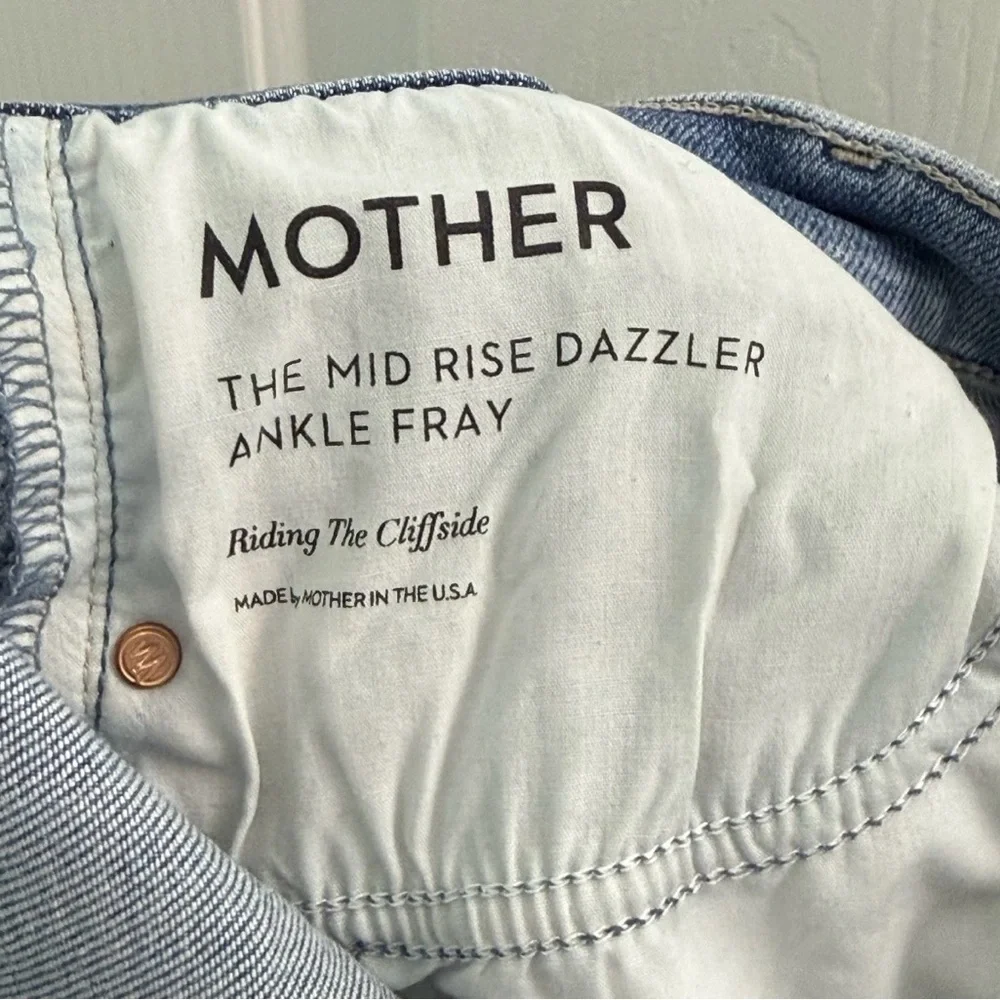 MOTHER
THE MID RISE DAZZLER
ANKLE FRAY
Riding The Cliffside
MADE by MOTHER IN THE U.S.A